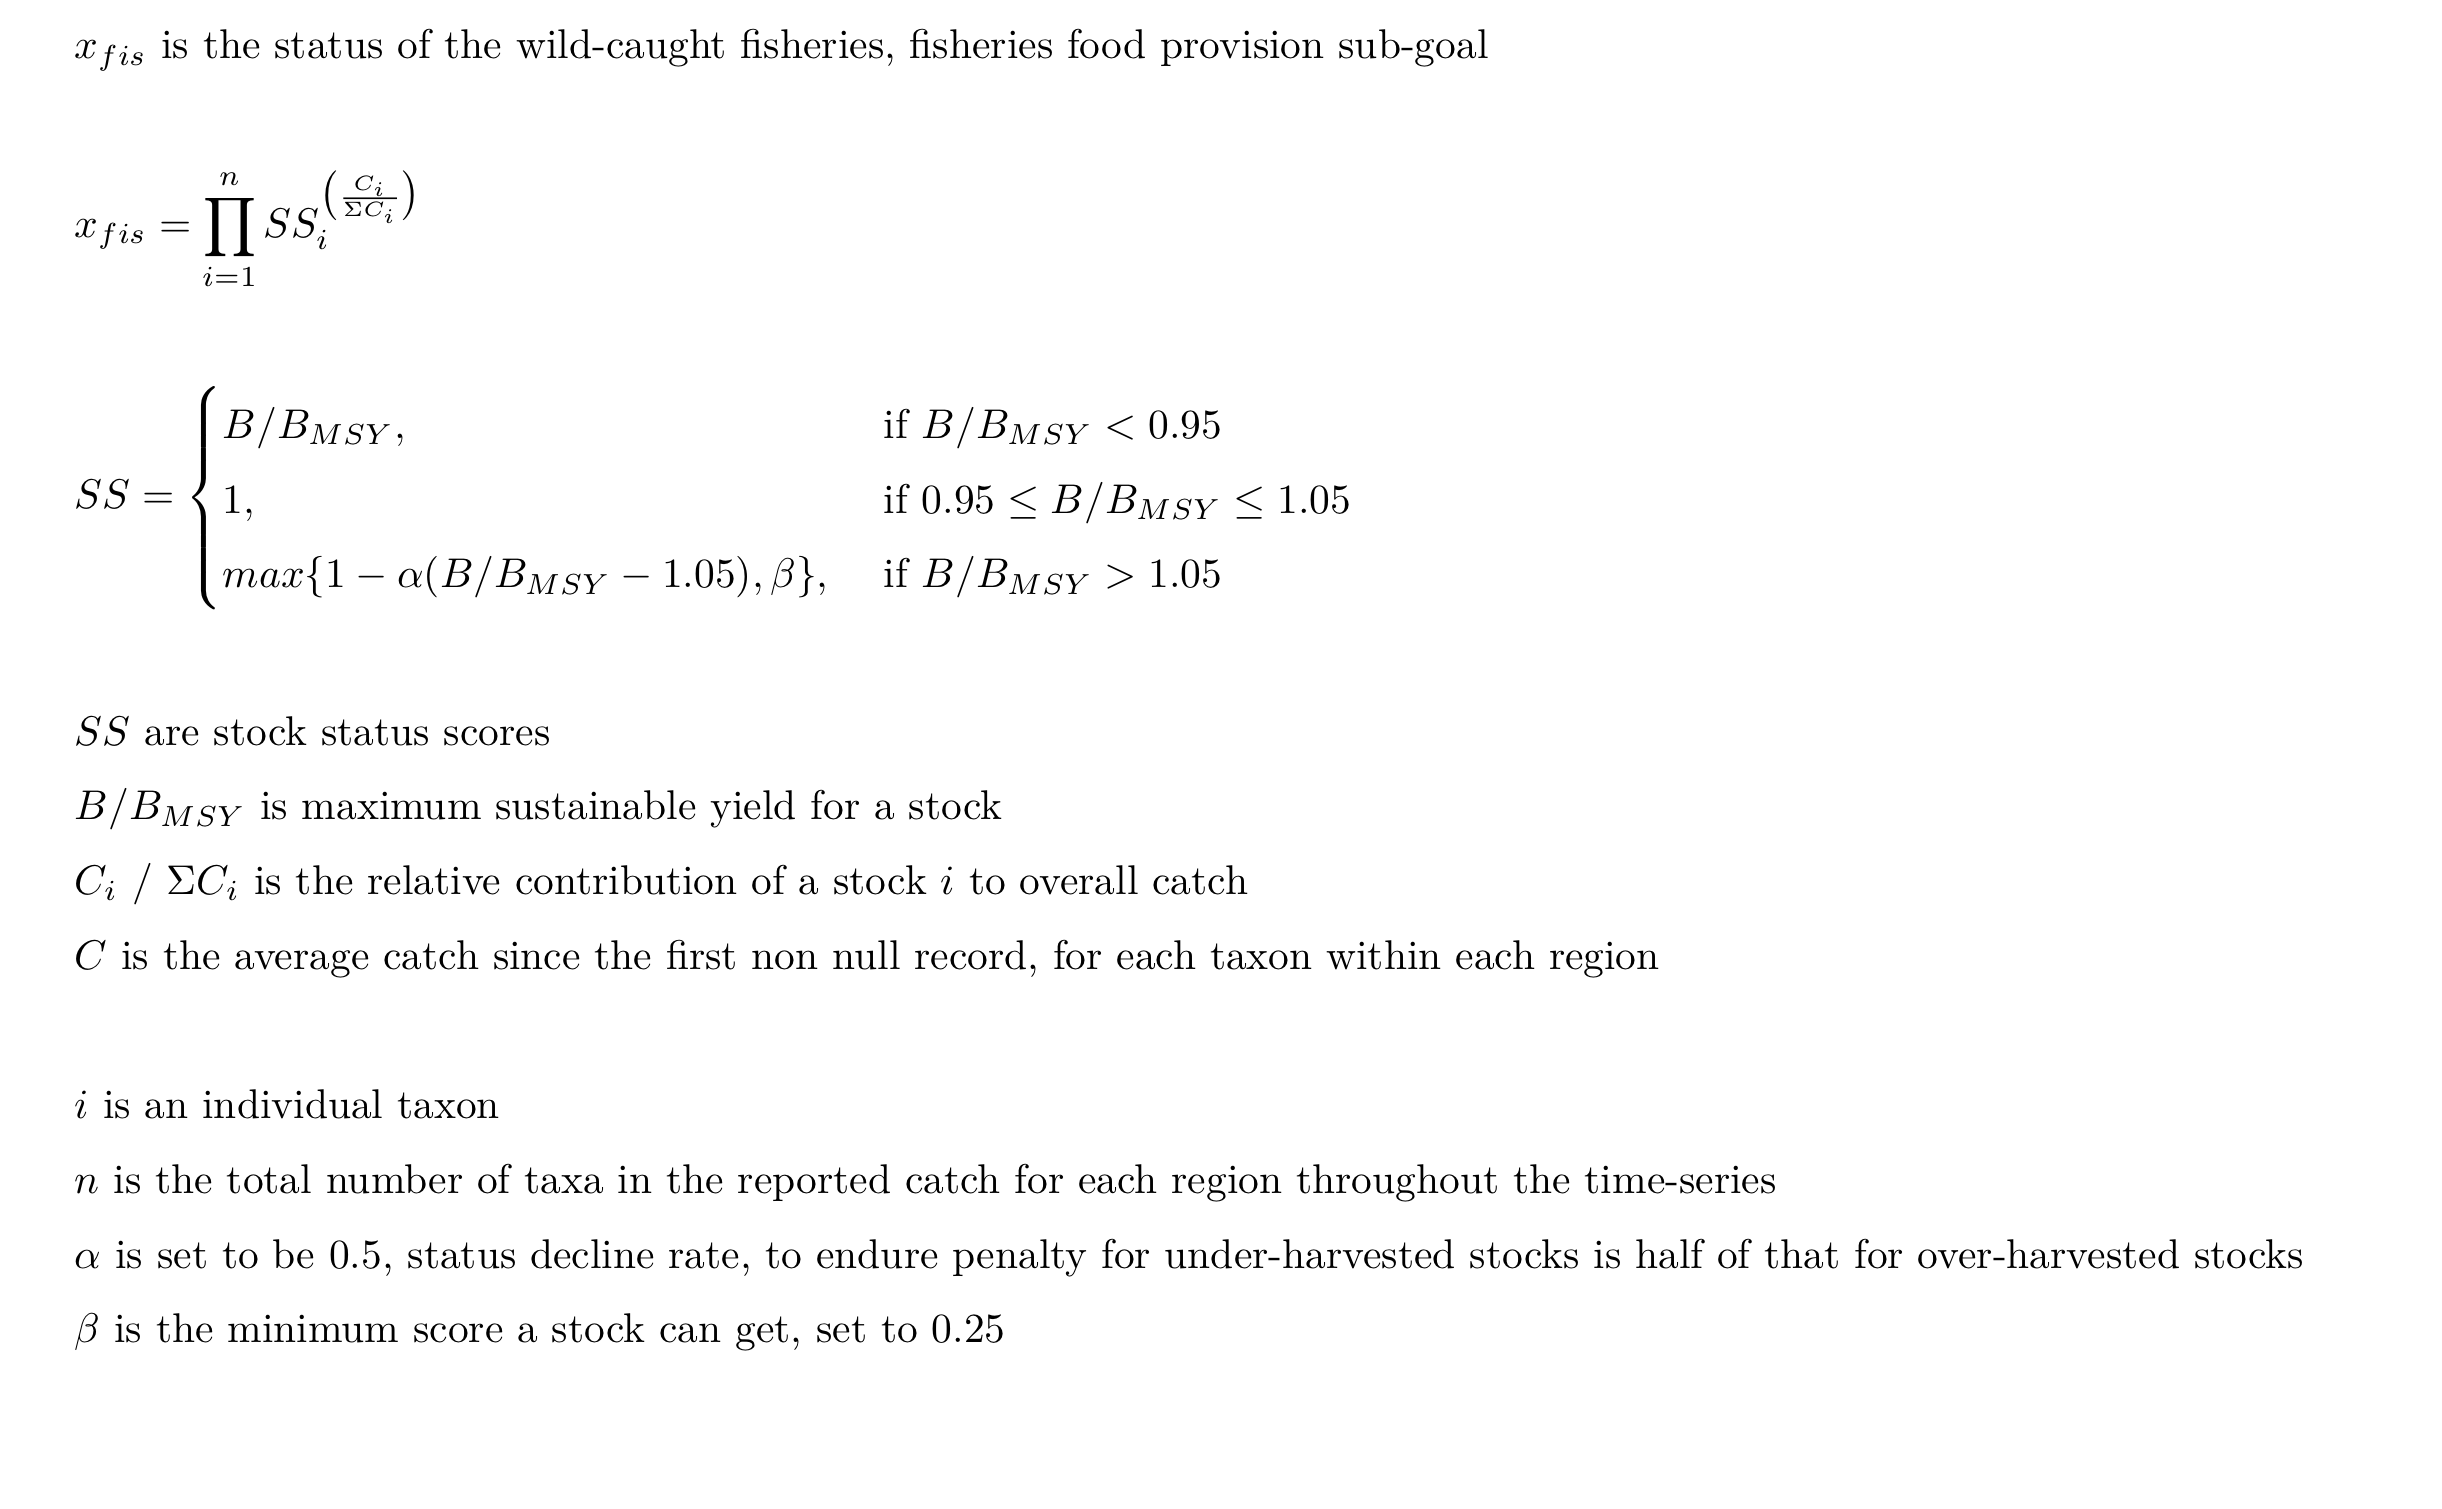 x_{fis} is the status of the wild-caught fisheries, fisheries food provision sub-goal
x_{fis} = \prod_{i=1}^{n} SS_i^{\left(\frac{C_i}{\Sigma C_i}\right)}
SS = \begin{cases} B/B_{MSY}, & \text{if } B/B_{MSY} < 0.95 \\ 1, & \text{if } 0.95 \leq B/B_{MSY} \leq 1.05 \\ max\{1 - \alpha(B/B_{MSY} - 1.05), \beta\}, & \text{if } B/B_{MSY} > 1.05 \end{cases}
SS are stock status scores
B/B_{MSY} is maximum sustainable yield for a stock
C_i / ΣC_i is the relative contribution of a stock i to overall catch
C is the average catch since the first non null record, for each taxon within each region
i is an individual taxon
n is the total number of taxa in the reported catch for each region throughout the time-series
α is set to be 0.5, status decline rate, to endure penalty for under-harvested stocks is half of that for over-harvested stocks
β is the minimum score a stock can get, set to 0.25